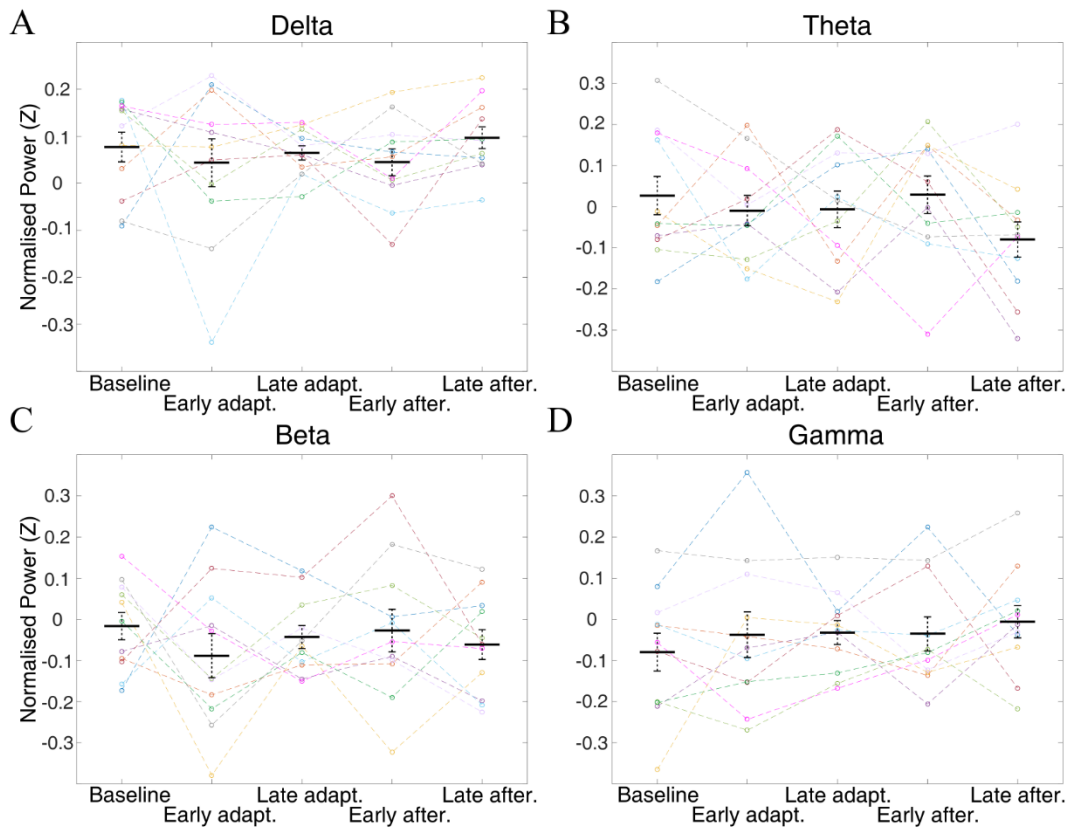 A
Delta
B
Theta
Normalised Power (Z)
0.2
0.1
0
-0.1
-0.2
-0.3
0.3
0.2
0.1
0
-0.1
-0.2
-0.3
Baseline
Late adapt.
Late after.
Early adapt.
Early after.
Baseline
Late adapt.
Late after.
Early adapt.
Early after.
C
Beta
D
Gamma
Normalised Power (Z)
0.3
0.2
0.1
0
-0.1
-0.2
-0.3
0.3
0.2
0.1
0
-0.1
-0.2
-0.3
Baseline
Late adapt.
Late after.
Early adapt.
Early after.
Baseline
Late adapt.
Late after.
Early adapt.
Early after.